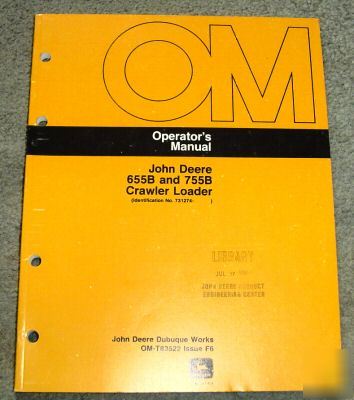 OM
Operator's
Manual
John Deere
655B and 755B
Crawler Loader
(Identification No. 731274- )
LIBRARY
JUL
JOHN DEERE PRODUCT
ENGINEERING CENTER
John Deere Dubuque Works
OM-T83522 Issue F6